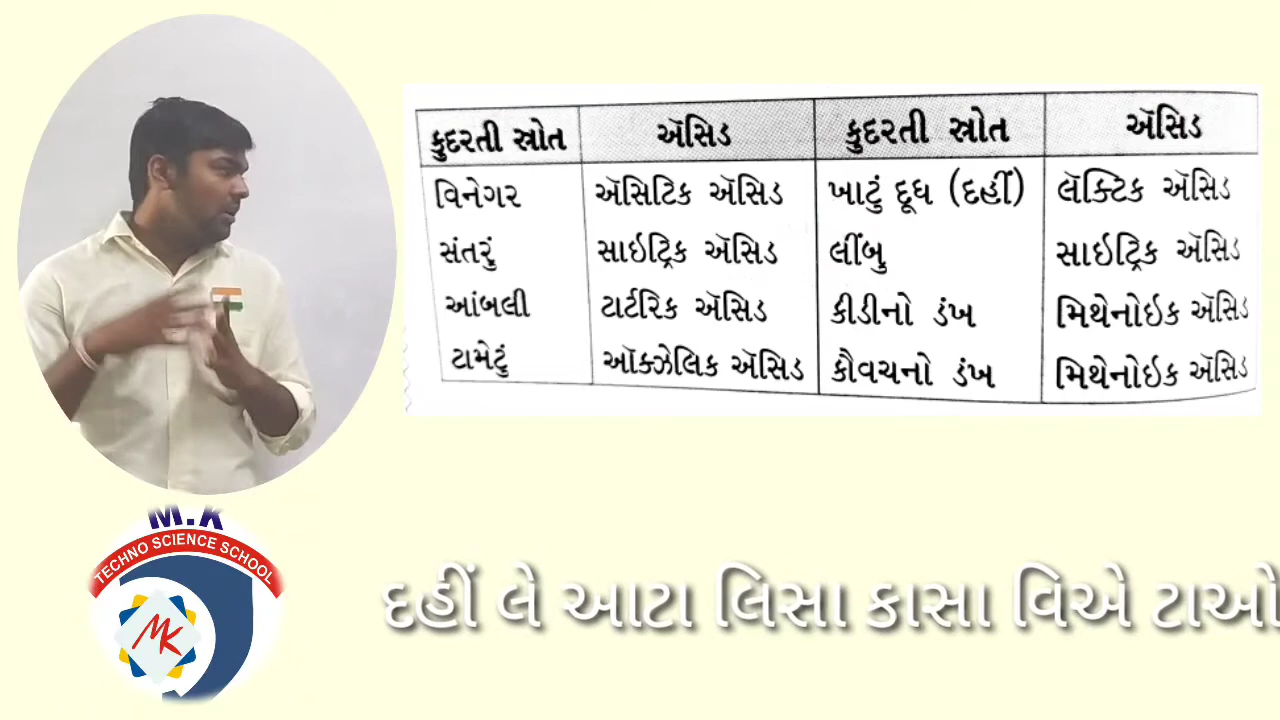 કુદરતી સ્રોત ઍસિડ કુદરતી સ્રોત ઍસિડ
વિનેગર ઍસિટિક ઍસિડ ખાટું દૂધ (દહીં) લૅક્ટિક ઍસિડ
સંતરું સાઇટ્રિક ઍસિડ લીંબુ સાઇટ્રિક ઍસિડ
આંબલી ટાર્ટરિક ઍસિડ કીડીનો ડંખ મિથેનોઇક ઍસિડ
ટામેટું ઑક્ઝેલિક ઍસિડ કૌવચનો ડંખ મિથેનોઇક ઍસિડ
M.K
TECHNO SCIENCE SCHOOL
MK
દહીં લે આટા લિસા કાસા વિએ ટાઓ